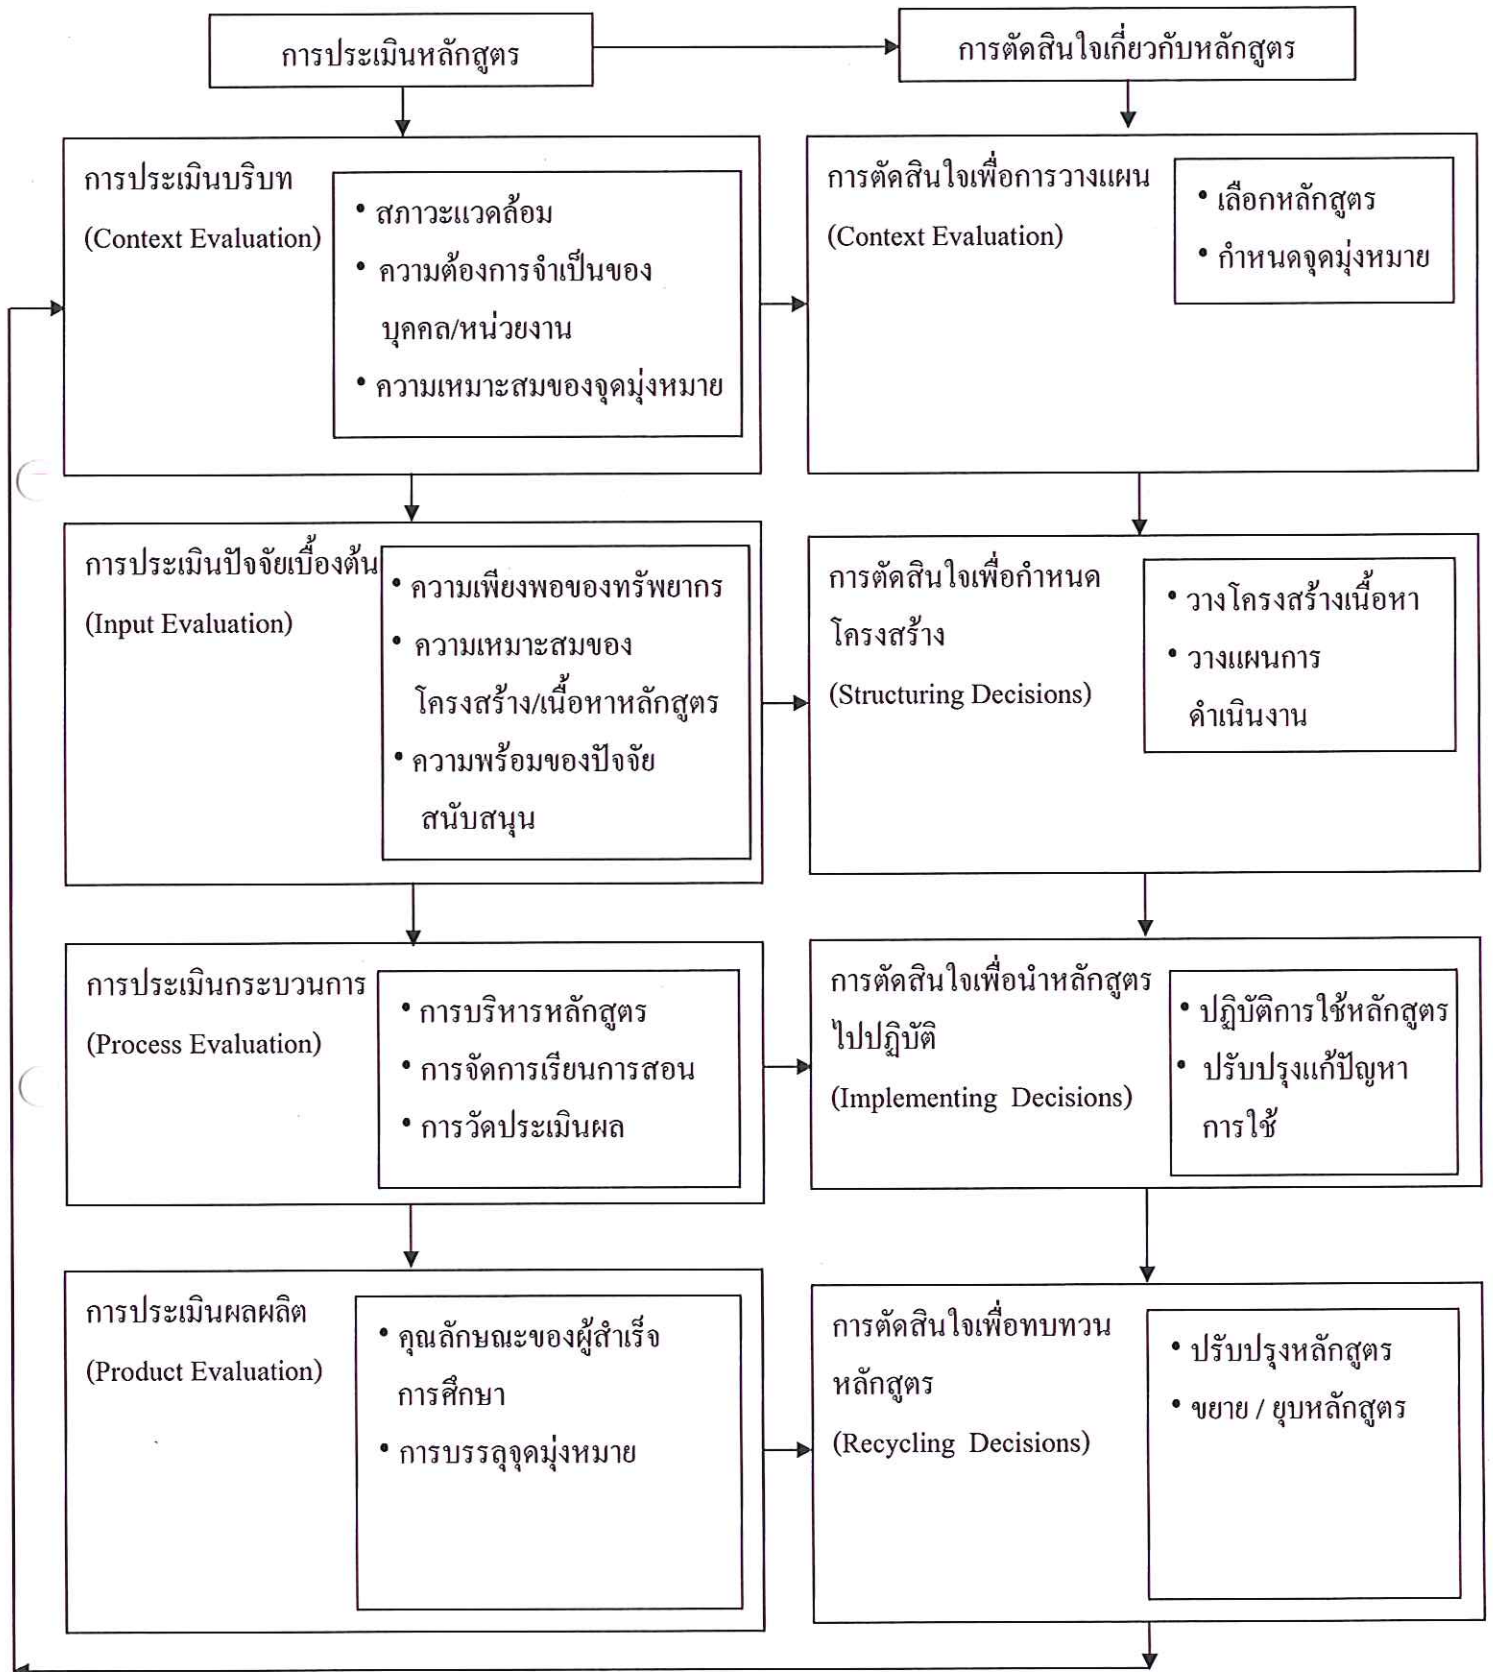 การประเมินหลักสูตร
การตัดสินใจเกี่ยวกับหลักสูตร
การประเมินบริบท
(Context Evaluation)
• สภาวะแวดล้อม
• ความต้องการจำเป็นของ
บุคคล/หน่วยงาน
• ความเหมาะสมของจุดมุ่งหมาย
การตัดสินใจเพื่อการวางแผน
(Context Evaluation)
• เลือกหลักสูตร
• กำหนดจุดมุ่งหมาย
การประเมินปัจจัยเบื้องต้น
(Input Evaluation)
• ความเพียงพอของทรัพยากร
• ความเหมาะสมของ
โครงสร้าง/เนื้อหาหลักสูตร
• ความพร้อมของปัจจัย
สนับสนุน
การตัดสินใจเพื่อกำหนด
โครงสร้าง
(Structuring Decisions)
• วางโครงสร้างเนื้อหา
• วางแผนการ
ดำเนินงาน
การประเมินกระบวนการ
(Process Evaluation)
• การบริหารหลักสูตร
• การจัดการเรียนการสอน
• การวัดประเมินผล
การตัดสินใจเพื่อนำหลักสูตร
ไปปฏิบัติ
(Implementing Decisions)
• ปฏิบัติการใช้หลักสูตร
• ปรับปรุงแก้ปัญหา
การใช้
การประเมินผลผลิต
(Product Evaluation)
• คุณลักษณะของผู้สำเร็จ
การศึกษา
• การบรรลุจุดมุ่งหมาย
การตัดสินใจเพื่อทบทวน
หลักสูตร
(Recycling Decisions)
• ปรับปรุงหลักสูตร
• ขยาย / ยุบหลักสูตร